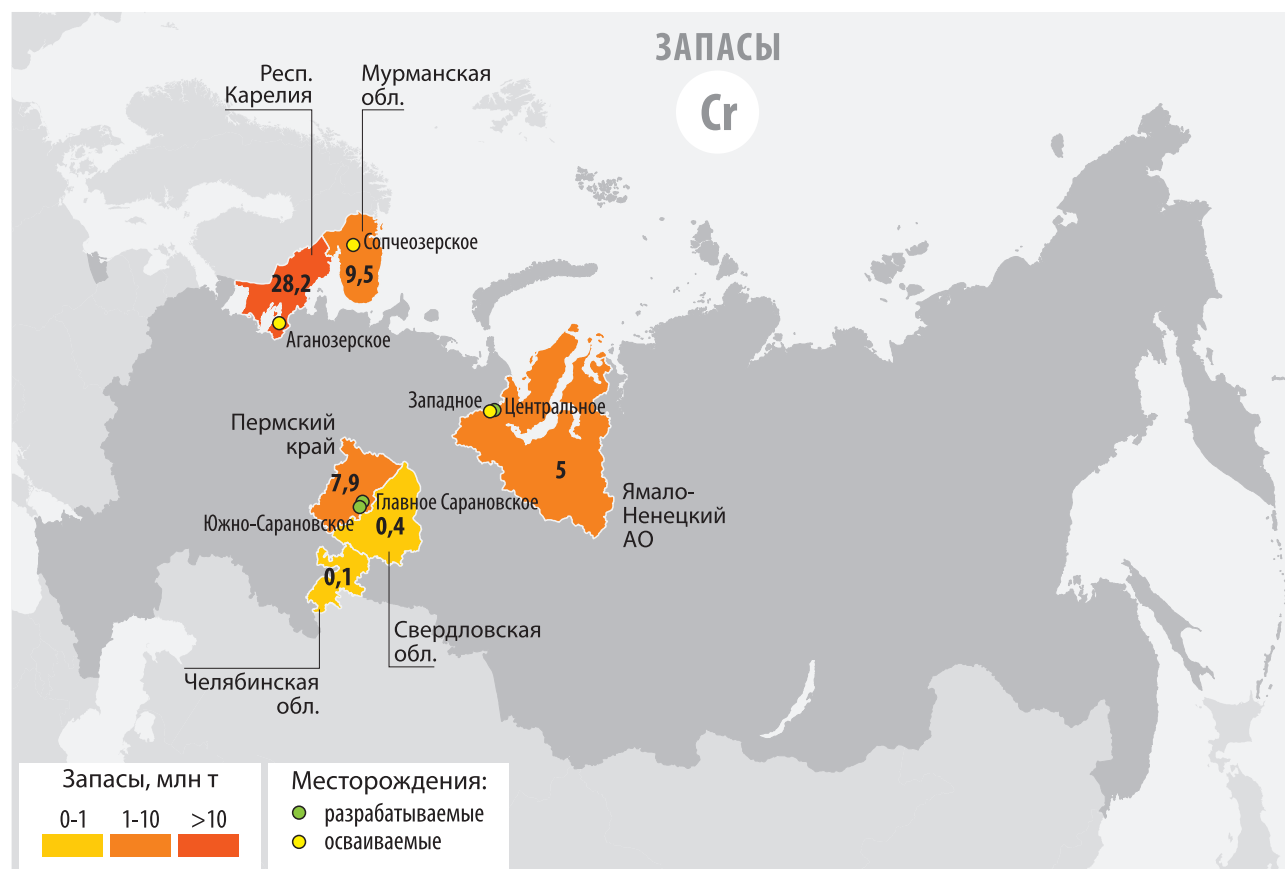 ЗАПАСЫ
Cr
Респ.
Карелия
Мурманская
обл.
Сопчеозерское
9,5
28,2
Аганозерское
Западное
Центральное
5
Ямало-
Ненецкий
АО
Пермский
край
7,9
Главное Сарановское
Южно-Сарановское
0,4
0,1
Свердловская
обл.
Челябинская
обл.
Запасы, млн т
0-1
1-10
>10
Месторождения:
разрабатываемые
осваиваемые